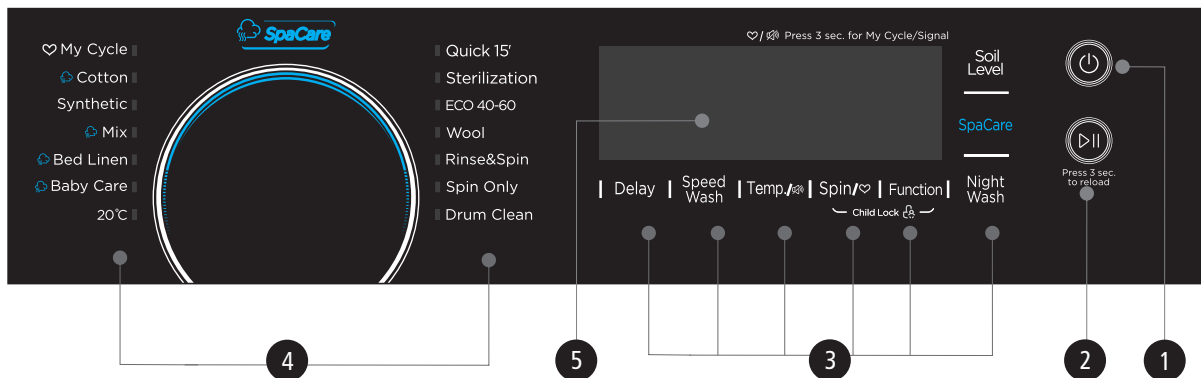 SpaCare
♡ My Cycle
Cotton
Synthetic
Mix
Bed Linen
Baby Care
20℃
Quick 15'
Sterilization
ECO 40-60
Wool
Rinse&Spin
Spin Only
Drum Clean
♡/ Press 3 sec. for My Cycle/Signal
Soil
Level
SpaCare
Night
Wash
Delay
Speed
Wash
Temp./
Spin/♡
Function
Child Lock
Press 3 sec.
to reload
4
5
3
2
1